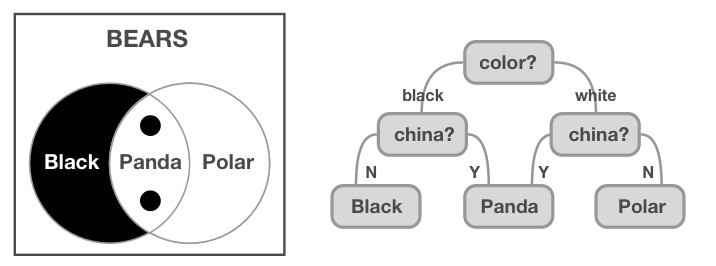 BEARS
Black Panda Polar
color?
black white
china? china?
N Y Y N
Black Panda Polar